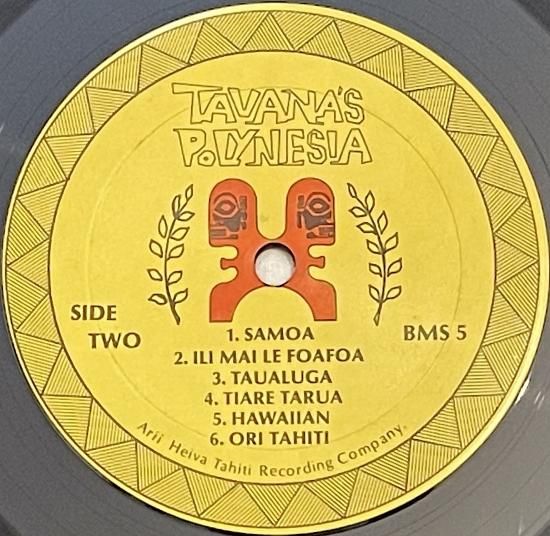 TAVANA'S
POLYNESIA
SIDE
TWO
BMS 5
1. SAMOA
2. ILI MAI LE FOAFOA
3. TAUALUGA
4. TIARE TARUA
5. HAWAIIAN
6. ORI TAHITI
Arii Heiva Tahiti Recording Company.